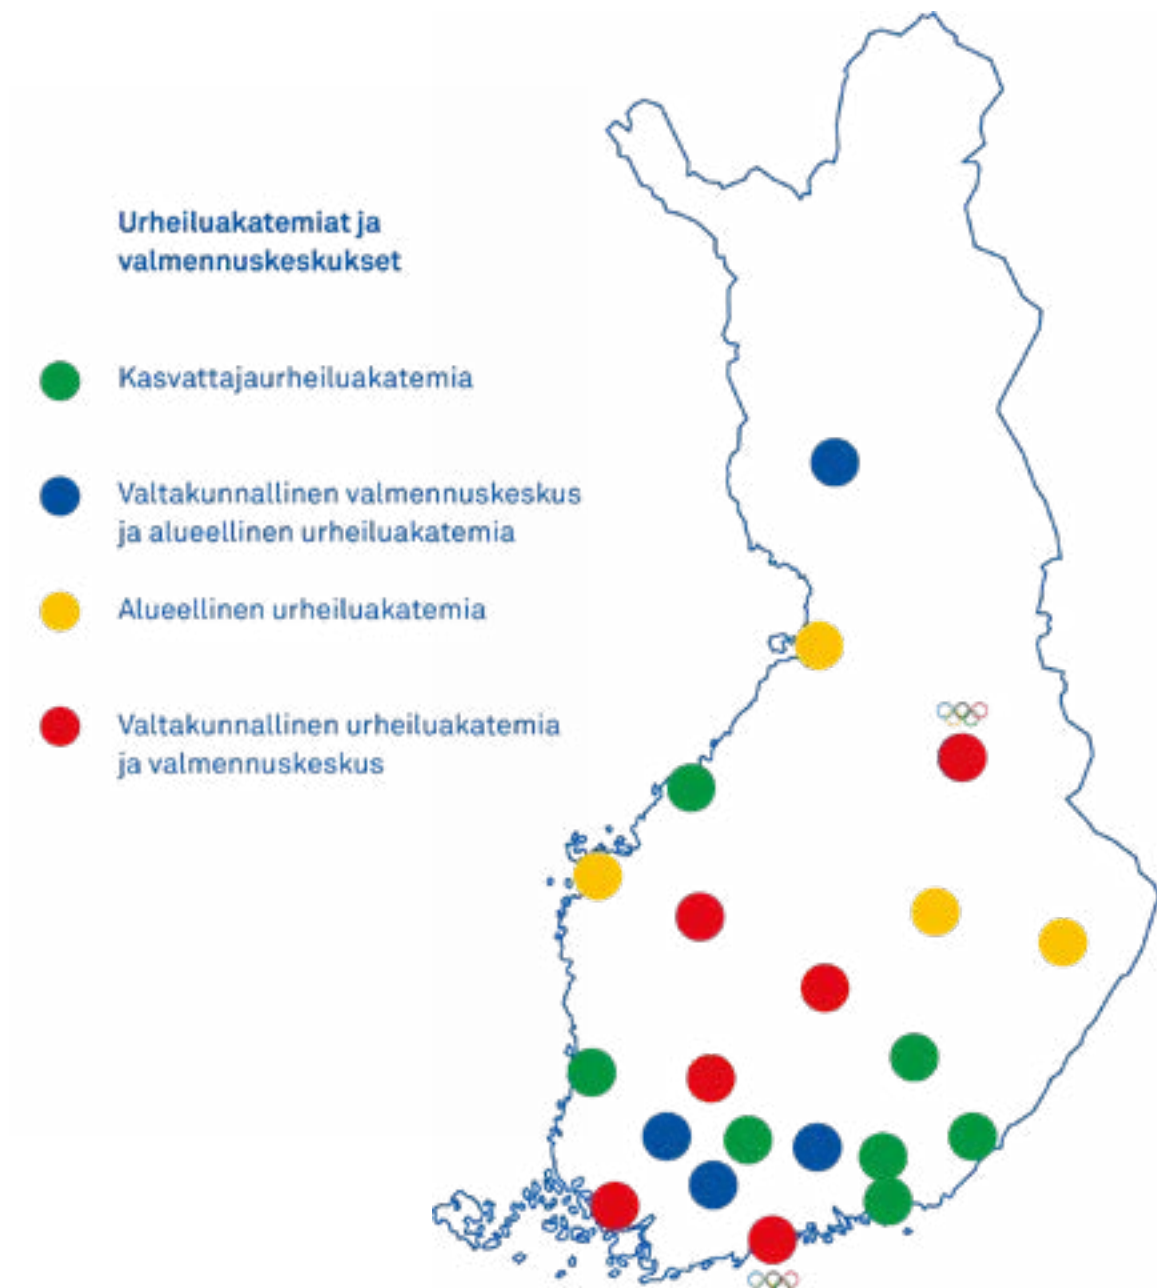 Urheiluakatemiat ja
valmennuskeskukset
Kasvattajaurheiluakatemia
Valtakunnallinen valmennuskeskus
ja alueellinen urheiluakatemia
Alueellinen urheiluakatemia
Valtakunnallinen urheiluakatemia
ja valmennuskeskus